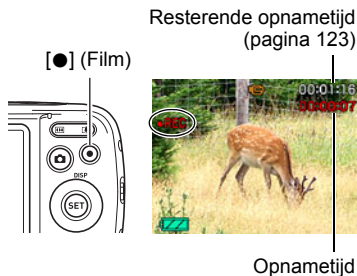 Resterende opnametijd
(pagina 123)
[●] (Film)
00:01:16
00:00:07
●REC
DISP
SET
Opnametijd